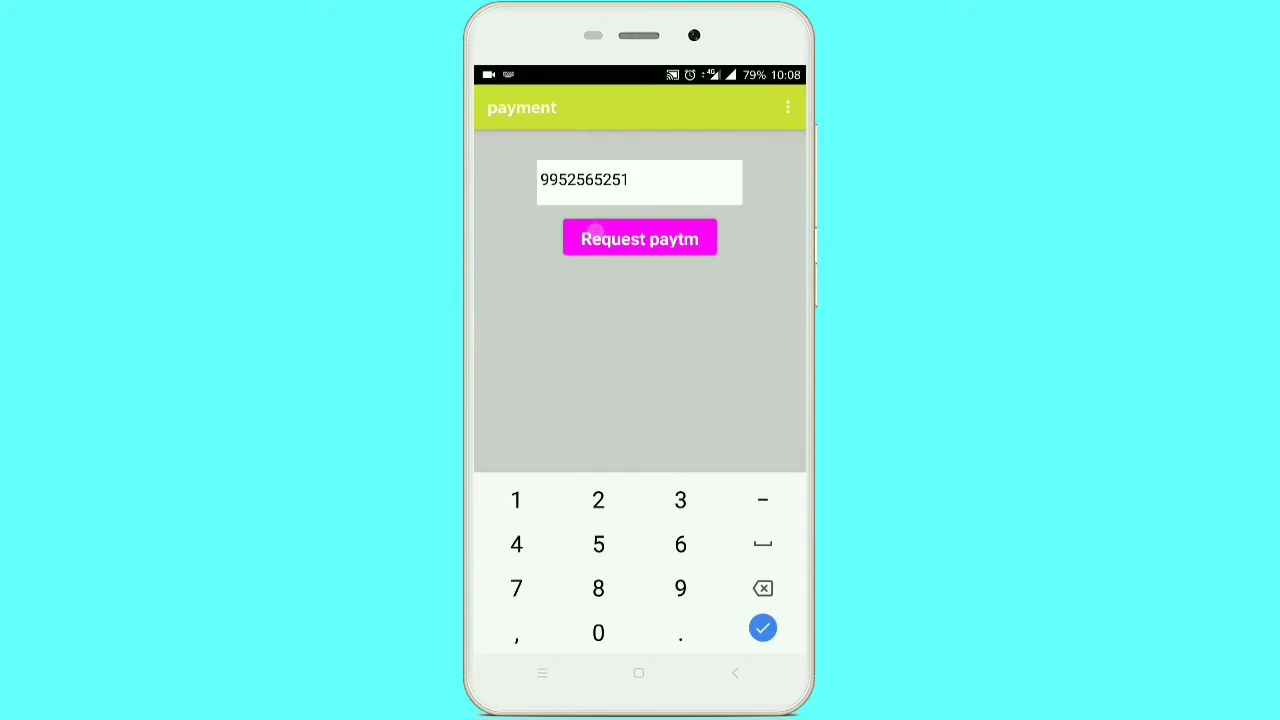 79% 10:08
payment
9952565251
Request paytm
1 2 3 -
4 5 6
7 8 9
, 0 .